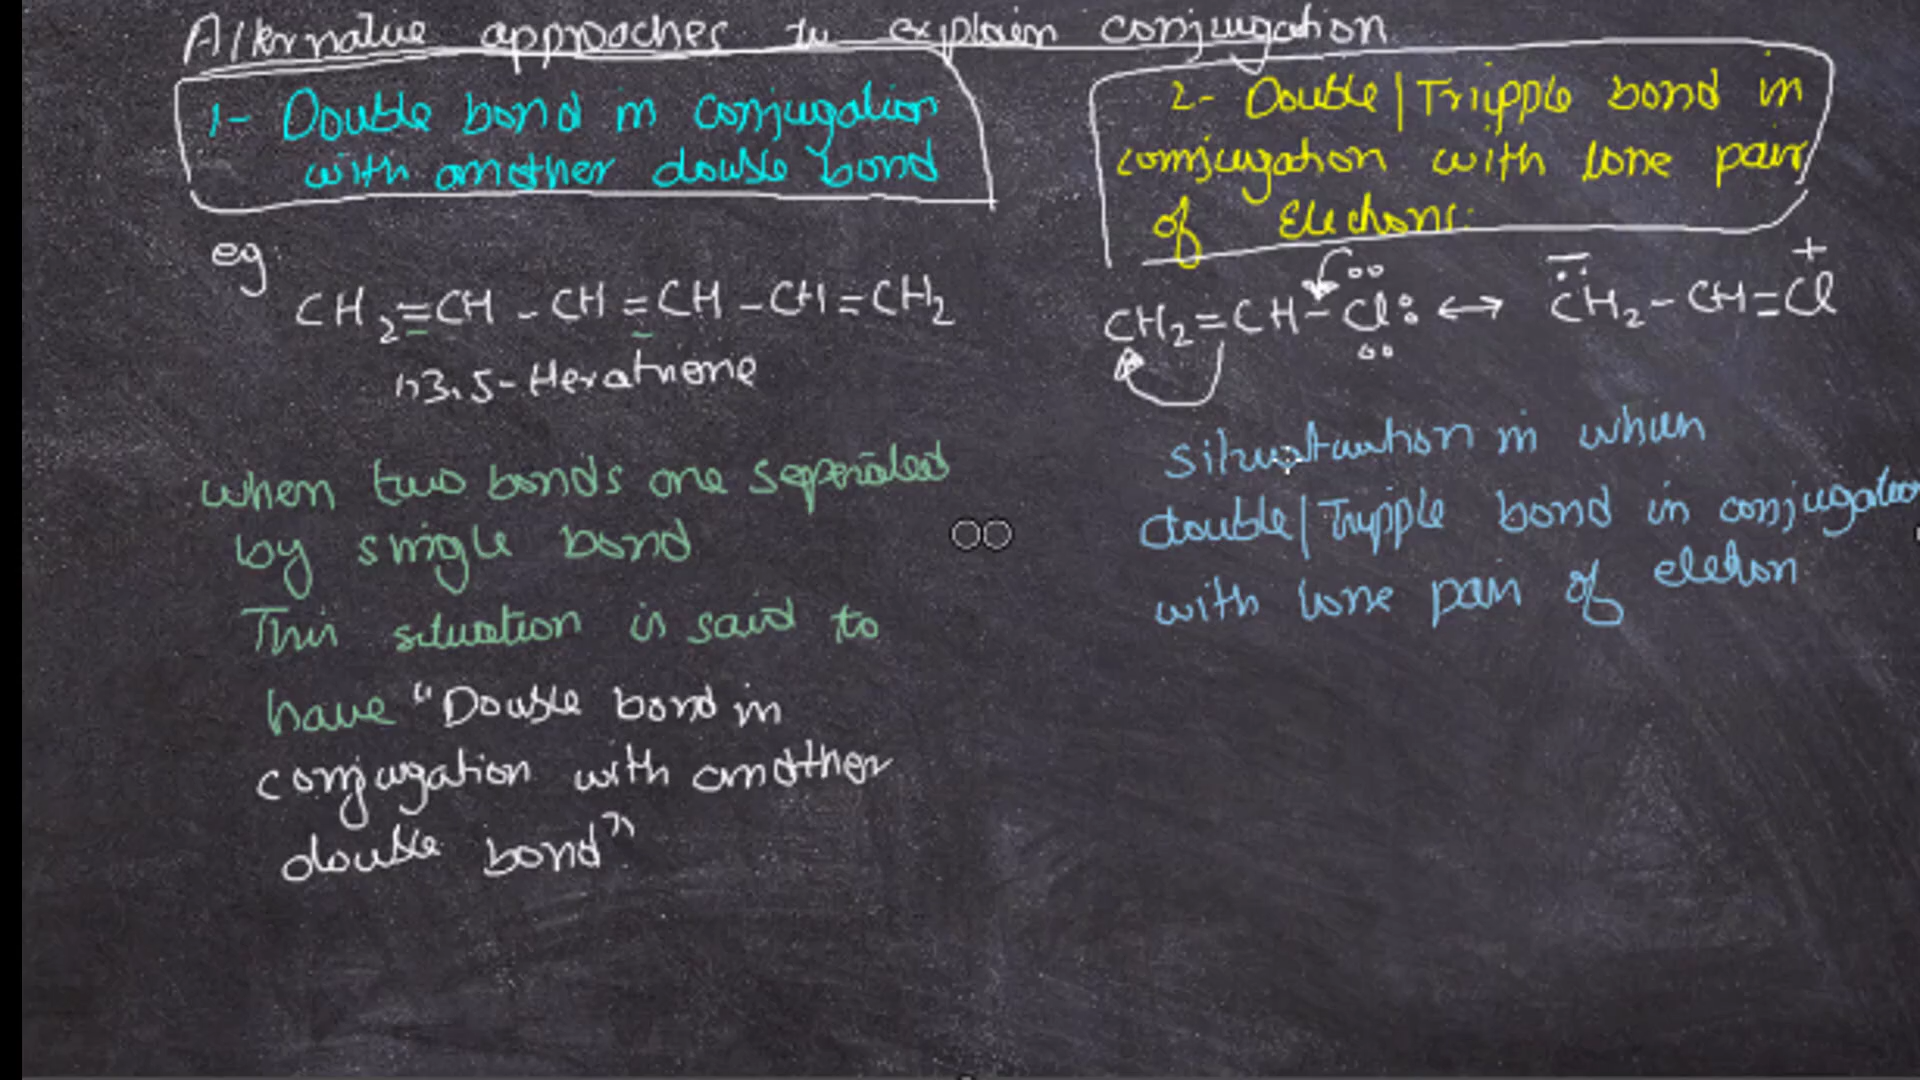 Alternative approaches to explain conjugation
1- Double bond in conjugation
with another double bond
eg
CH2=CH-CH=CH-CH=CH2
1,3,5-Hexatriene
when two bonds are seperated
by single bond
This situation is said to
have "Double bond in
conjugation with another
double bond"
2- Double|Tripple bond in
conjugation with lone pair
of Electrons:
CH2=CH-Cl: ↔ CH2-CH=Cl
+
situation in when
double|Tripple bond in conjugation
with lone pair of electron